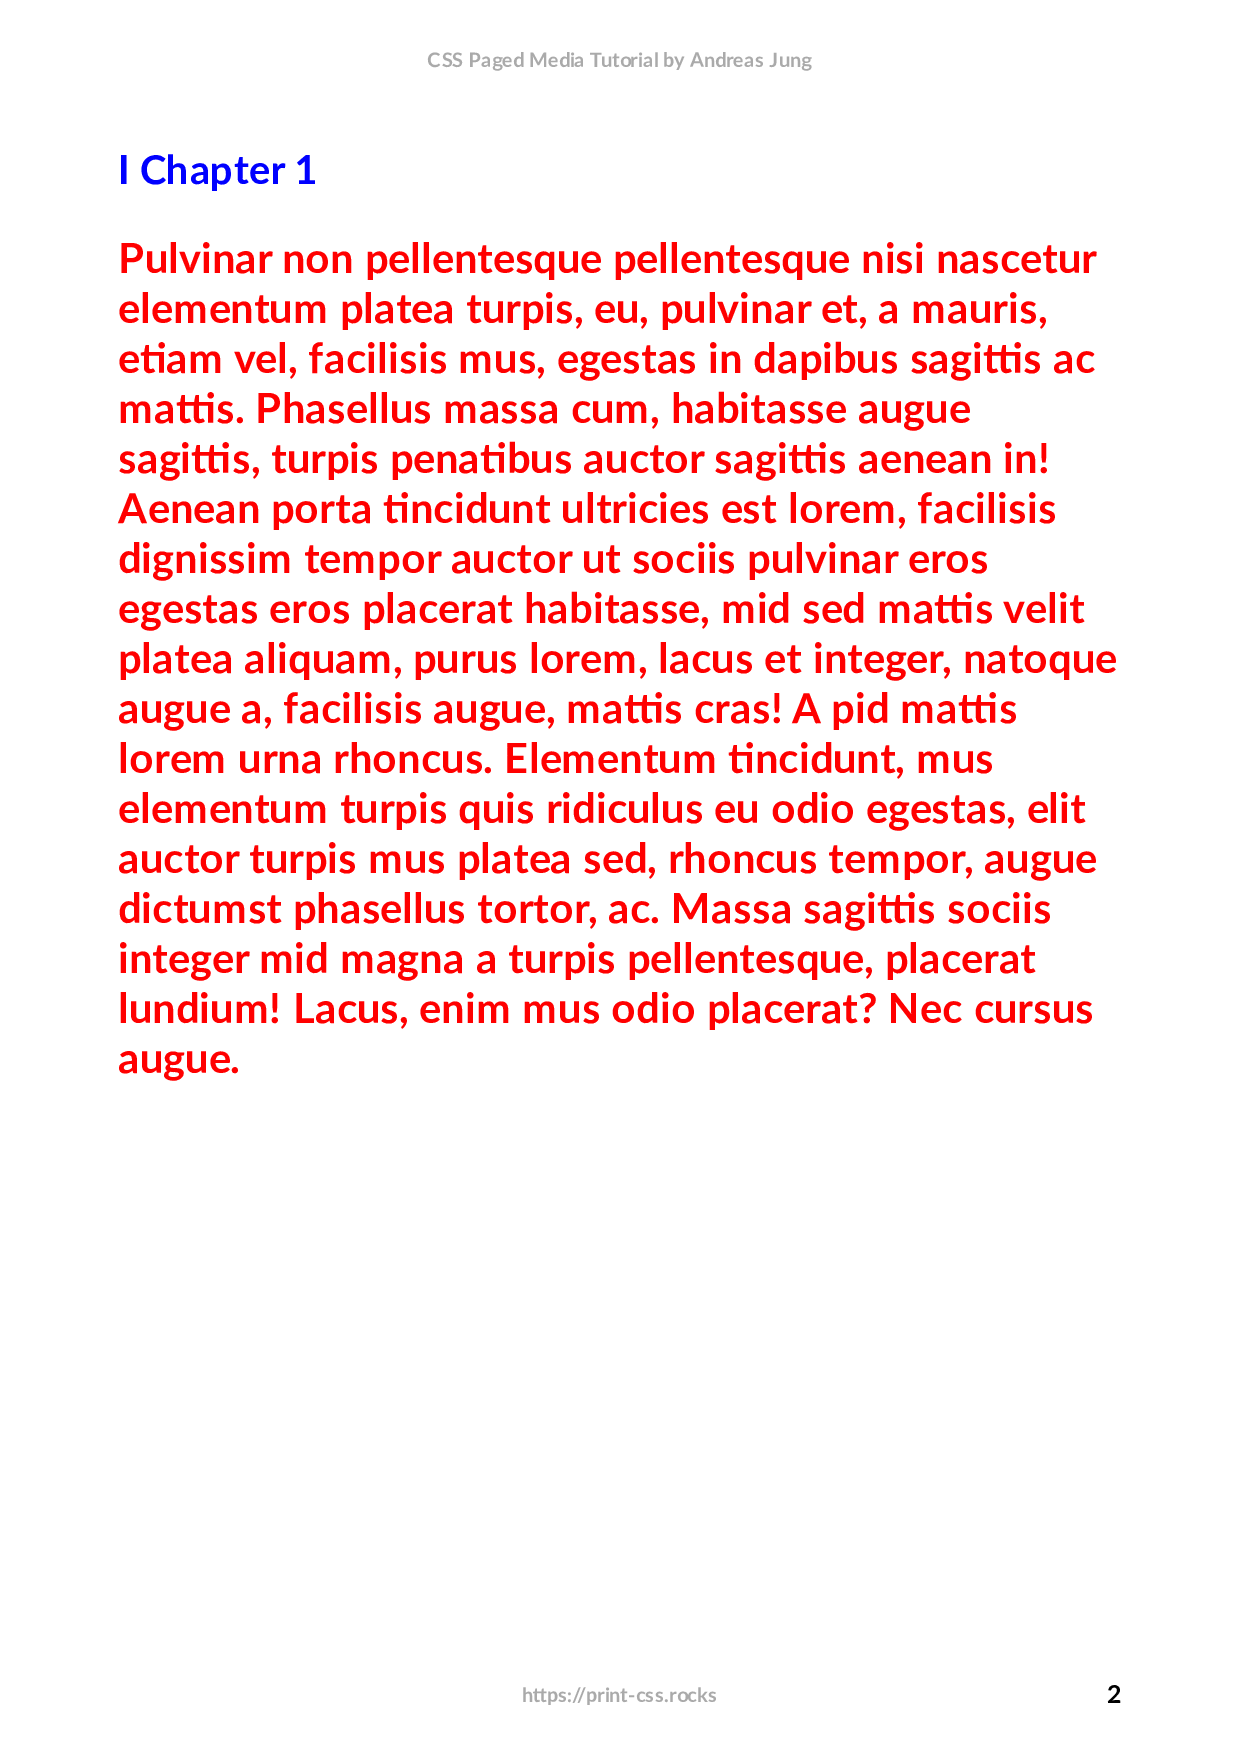 CSS Paged Media Tutorial by Andreas Jung
I Chapter 1
Pulvinar non pellentesque pellentesque nisi nascetur
elementum platea turpis, eu, pulvinar et, a mauris,
etiam vel, facilisis mus, egestas in dapibus sagittis ac
mattis. Phasellus massa cum, habitasse augue
sagittis, turpis penatibus auctor sagittis aenean in!
Aenean porta tincidunt ultricies est lorem, facilisis
dignissim tempor auctor ut sociis pulvinar eros
egestas eros placerat habitasse, mid sed mattis velit
platea aliquam, purus lorem, lacus et integer, natoque
augue a, facilisis augue, mattis cras! A pid mattis
lorem urna rhoncus. Elementum tincidunt, mus
elementum turpis quis ridiculus eu odio egestas, elit
auctor turpis mus platea sed, rhoncus tempor, augue
dictumst phasellus tortor, ac. Massa sagittis sociis
integer mid magna a turpis pellentesque, placerat
lundium! Lacus, enim mus odio placerat? Nec cursus
augue.
https://print-css.rocks
2